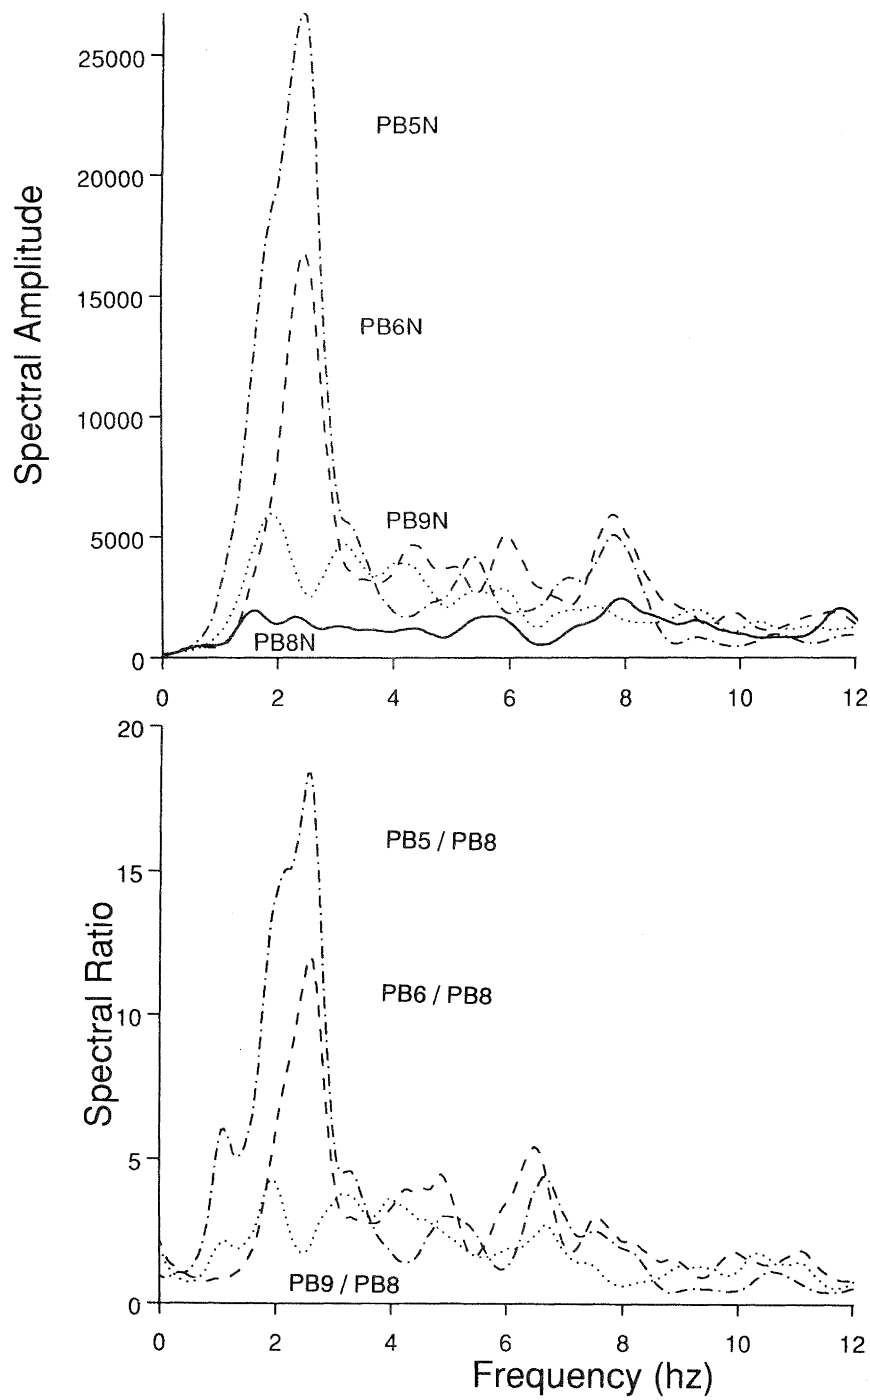 25000
PB5N
20000
Spectral Amplitude
15000
PB6N
10000
PB9N
5000
PB8N
0
0 2 4 6 8 10 12
20
PB5 / PB8
15
Spectral Ratio
PB6 / PB8
10
5
PB9 / PB8
0
0 2 4 6 8 10 12
Frequency (hz)